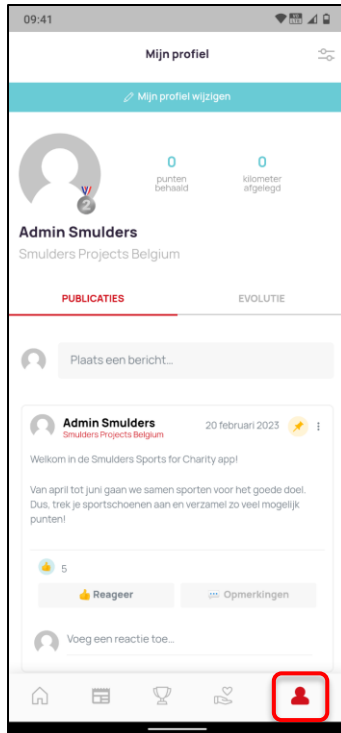 09:41
Mijn profiel
Mijn profiel wijzigen
0
punten
behaald
0
kilometer
afgelegd
2
Admin Smulders
Smulders Projects Belgium
PUBLICATIES
EVOLUTIE
Plaats een bericht...
Admin Smulders
Smulders Projects Belgium
20 februari 2023
Welkom in de Smulders Sports for Charity app!
Van april tot juni gaan we samen sporten voor het goede doel.
Dus, trek je sportschoenen aan en verzamel zo veel mogelijk
punten!
5
Reageer
Opmerkingen
Voeg een reactie toe...